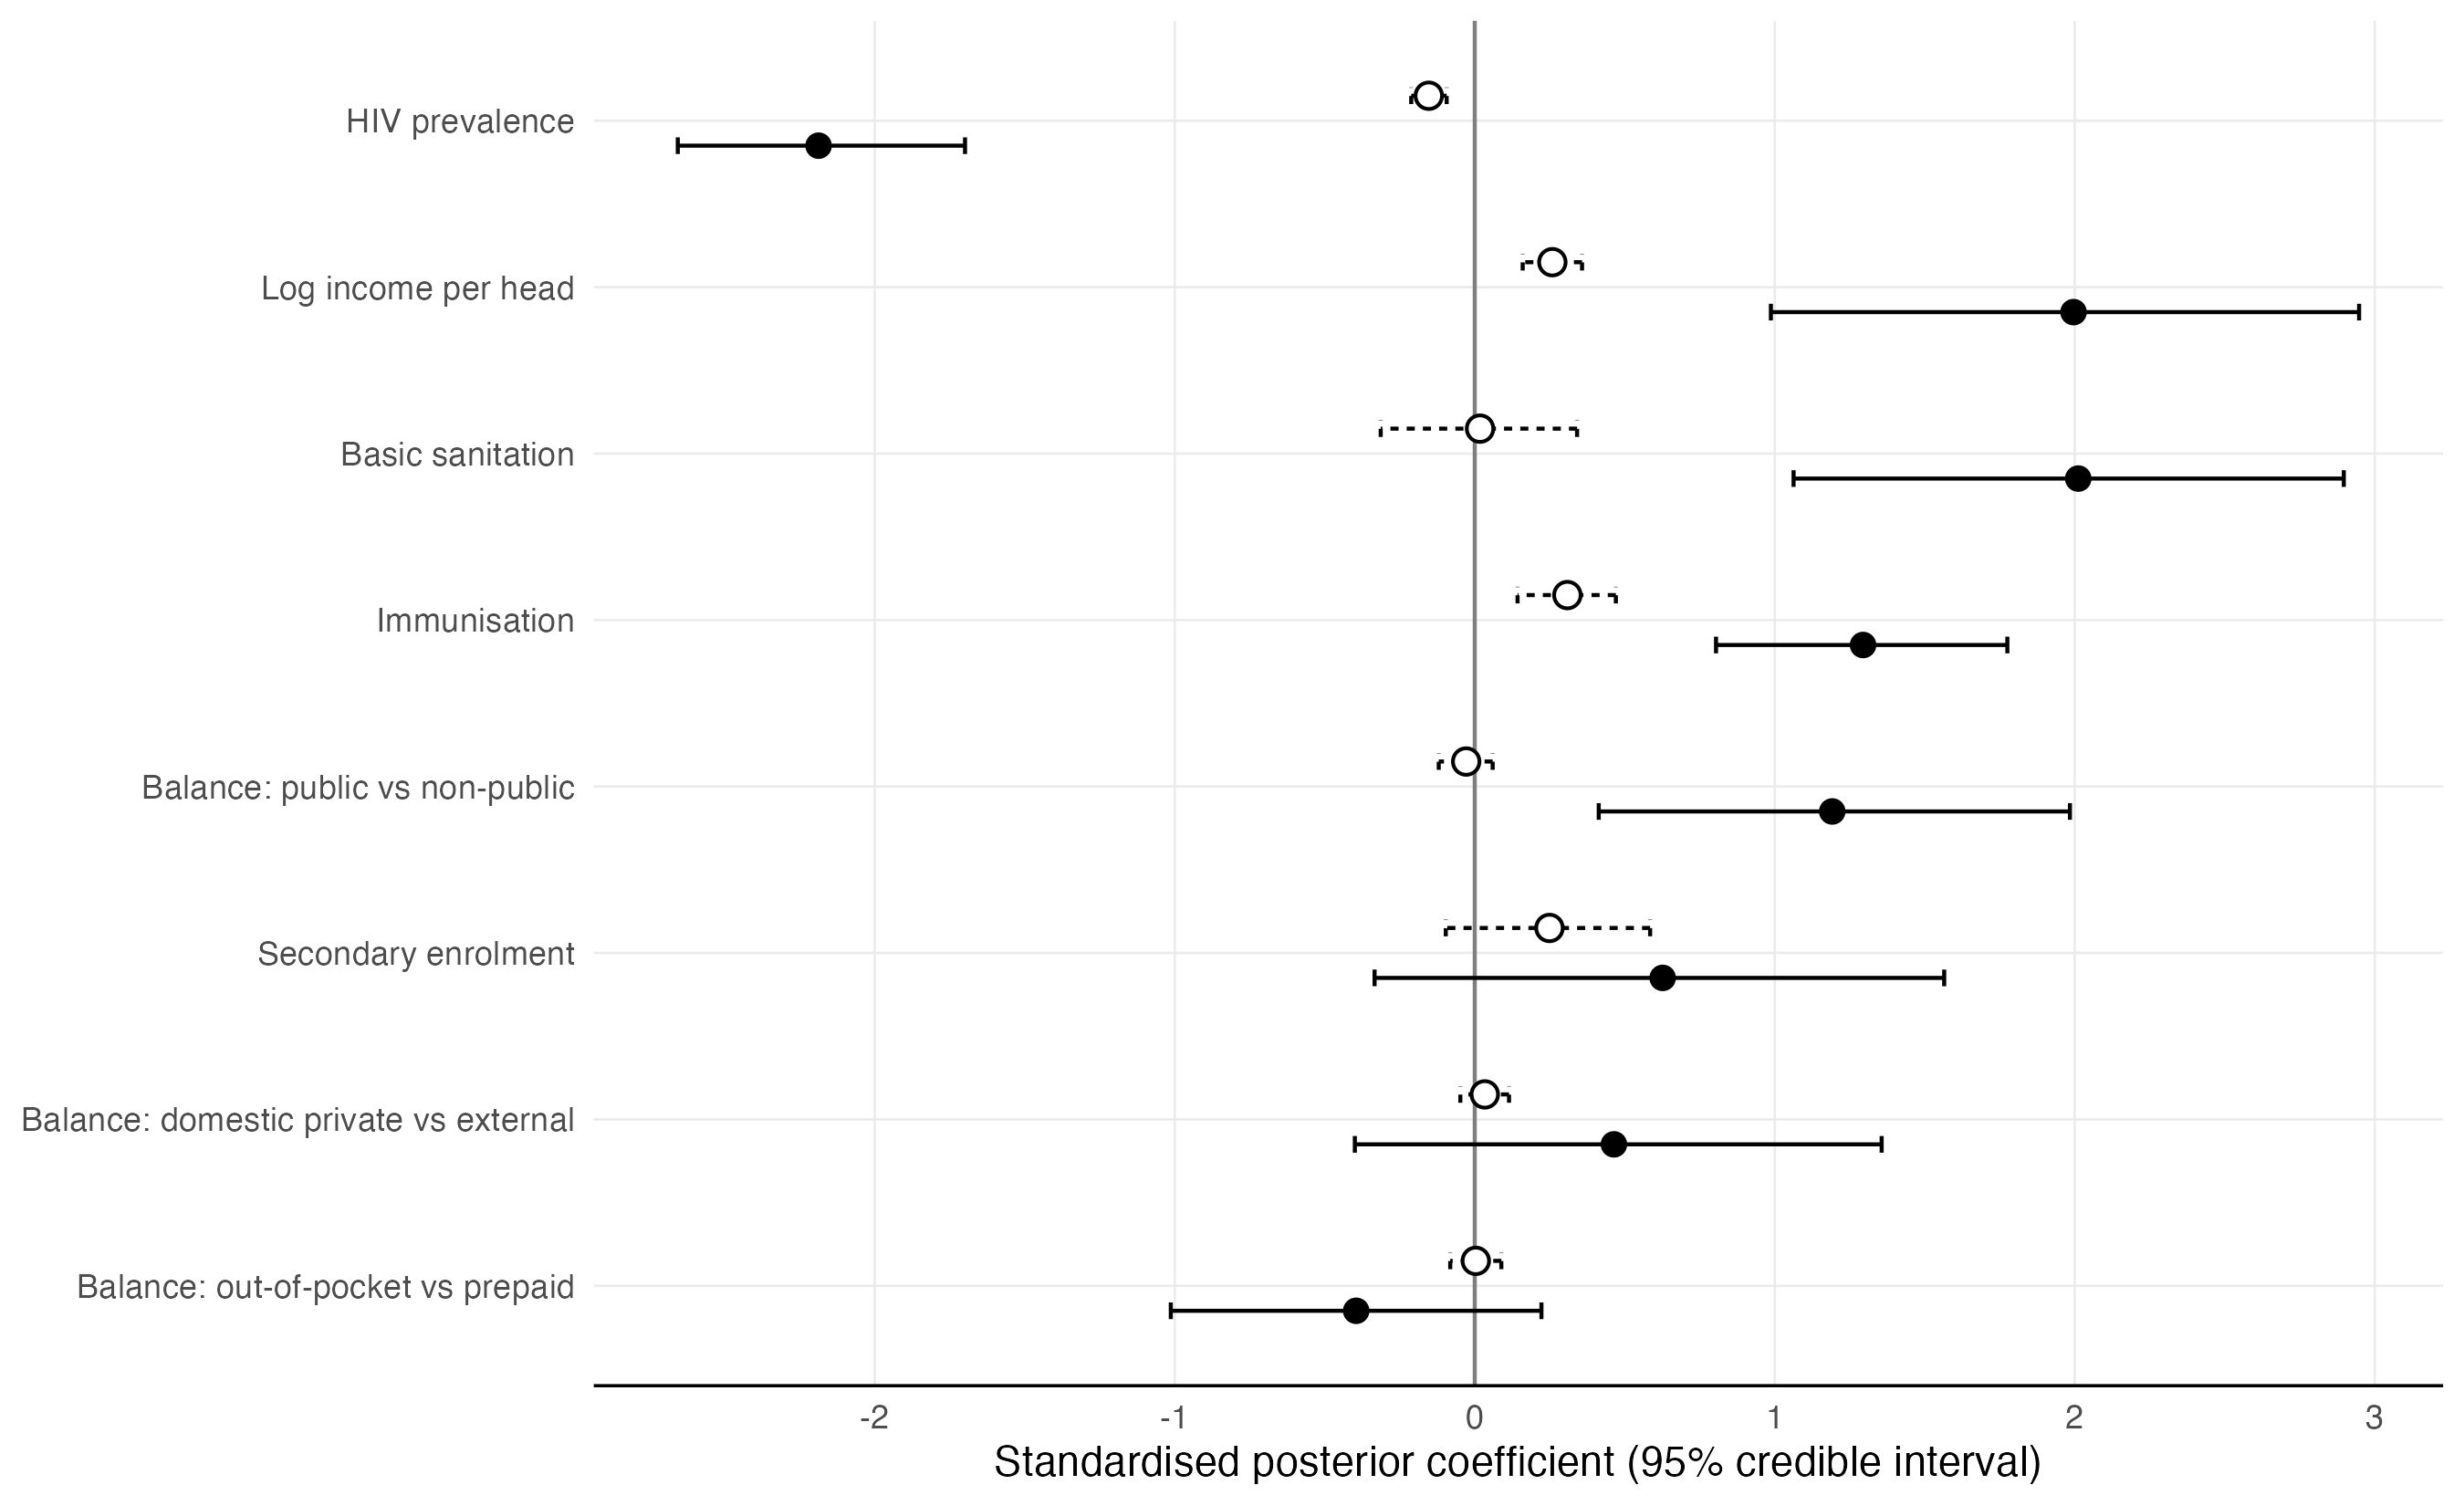 HIV prevalence
Log income per head
Basic sanitation
Immunisation
Balance: public vs non-public
Secondary enrolment
Balance: domestic private vs external
Balance: out-of-pocket vs prepaid
-2 -1 0 1 2 3
Standardised posterior coefficient (95% credible interval)